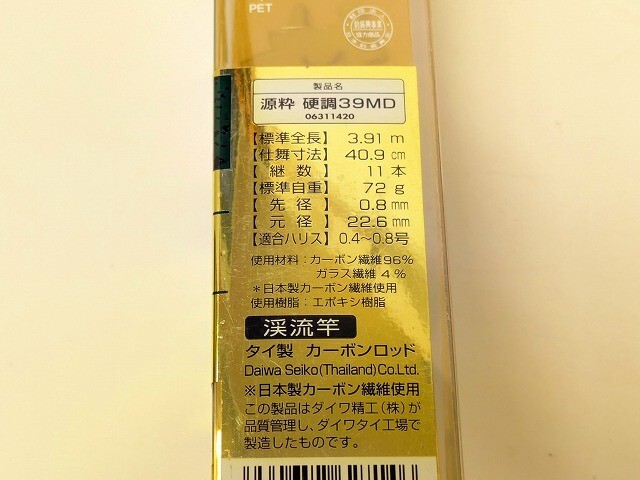 PET
製品名
源粋 硬調39MD
06311420
【標準全長】 3.91 m
【仕舞寸法】 40.9 cm
【継数】 11 本
【標準自重】 72 g
【先径】 0.8 mm
【元径】 22.6 mm
【適合ハリス】 0.4〜0.8号
使用材料：カーボン繊維96%
ガラス繊維 4%
＊日本製カーボン繊維使用
使用樹脂：エポキシ樹脂
渓流竿
タイ製 カーボンロッド
Daiwa Seiko(Thailand)Co.Ltd.
※日本製カーボン繊維使用
この製品はダイワ精工(株)が
品質管理し、ダイワタイ工場で
製造したものです。